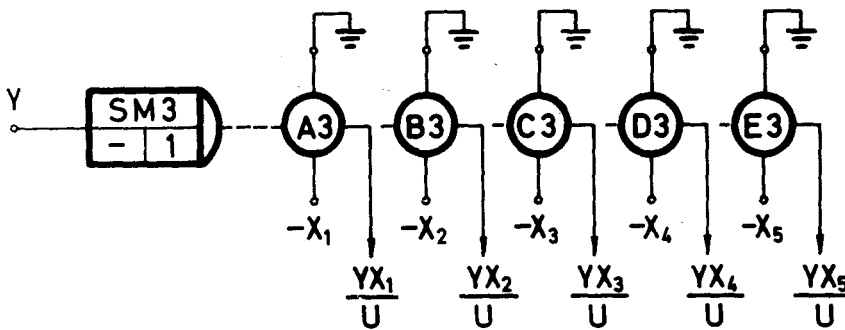 Y
SM3
- 1
A3 B3 C3 D3 E3
-X₁ -X₂ -X₃ -X₄ -X₅
YX₁ YX₂ YX₃ YX₄ YX₅
U U U U U